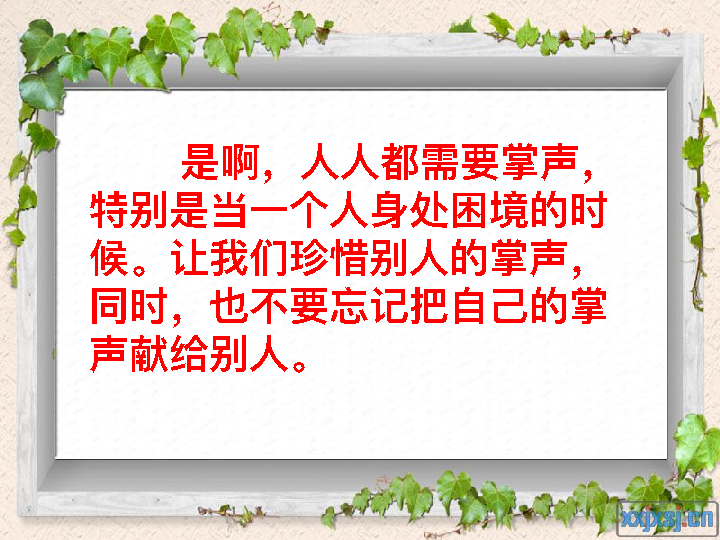 是啊，人人都需要掌声，
特别是当一个人身处困境的时
候。让我们珍惜别人的掌声，
同时，也不要忘记把自己的掌
声献给别人。
xxjxsj.cn